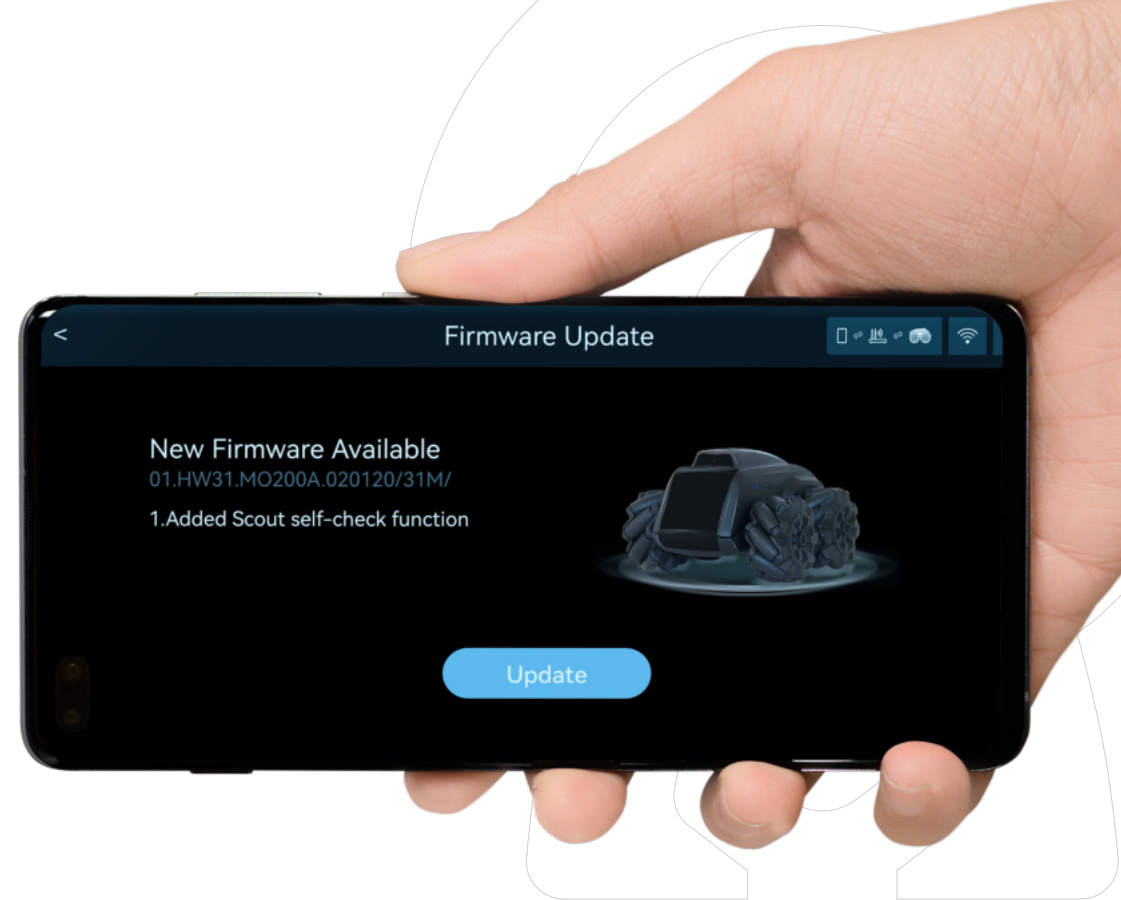 < Firmware Update
New Firmware Available
01.HW31.MO200A.020120/31M/
1.Added Scout self-check function
Update